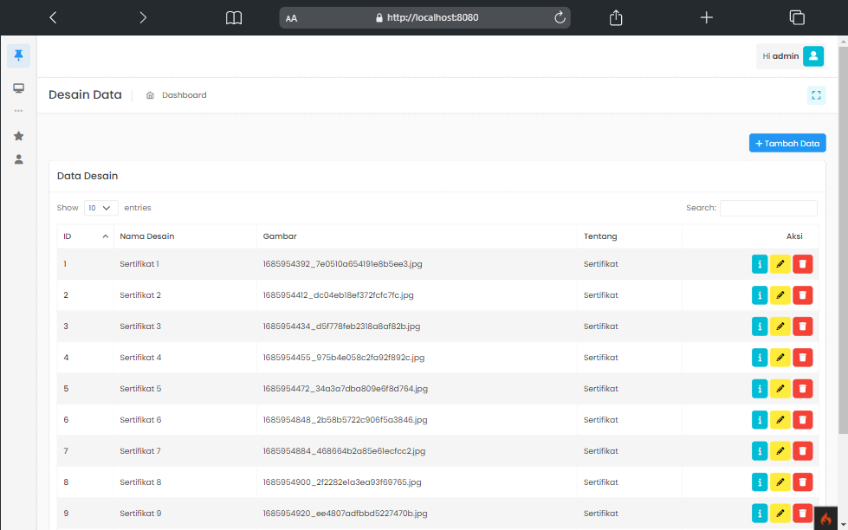 AA http://localhost:8080
Hi admin
Desain Data Dashboard
+ Tambah Data
Data Desain
Show 10 entries Search:
ID Nama Desain Gambar Tentang Aksi
1 Sertifikat 1 1685954392_7e0510a654191e8b5ee3.jpg Sertifikat
2 Sertifikat 2 1685954412_dc04eb18ef372fcfc7fc.jpg Sertifikat
3 Sertifikat 3 1685954434_d5f778feb2318a8af82b.jpg Sertifikat
4 Sertifikat 4 1685954455_975b4e058c2fa92f892c.jpg Sertifikat
5 Sertifikat 5 1685954472_34a3a7dba809e6f8d764.jpg Sertifikat
6 Sertifikat 6 1685954848_2b58b5722c906f5a3846.jpg Sertifikat
7 Sertifikat 7 1685954884_468664b2a85e61ecfcc2.jpg Sertifikat
8 Sertifikat 8 1685954900_2f2282e1a3ea93f69765.jpg Sertifikat
9 Sertifikat 9 1685954920_ee4807adfbbd5227470b.jpg Sertifikat